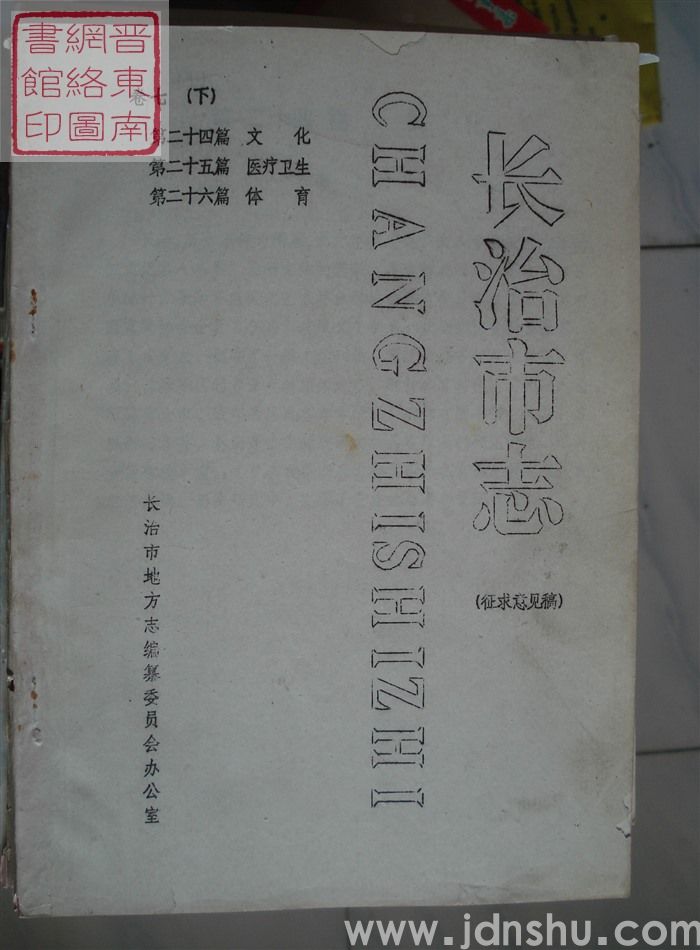 晋东南
網絡圖
書館印
卷七 (下)
第二十四篇 文 化
第二十五篇 医疗卫生
第二十六篇 体 育
长治市志
(征求意见稿)
CHANGZHISHIZHI
长治市地方志编纂委员会办公室
www.jdnshu.com